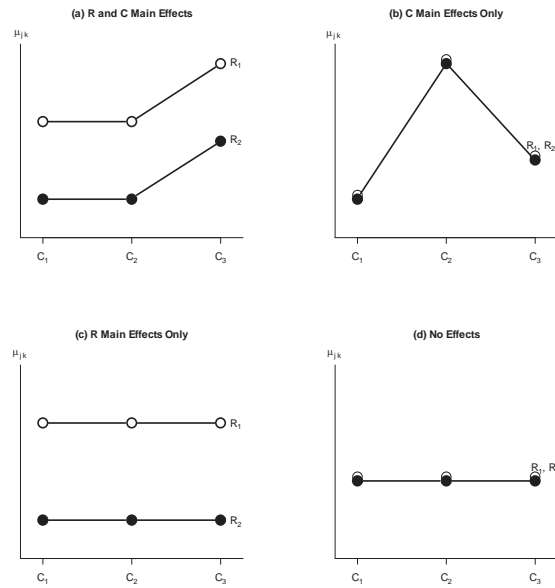 (a) R and C Main Effects
μjk
R1
R2
C1 C2 C3
(b) C Main Effects Only
μjk
R1, R2
C1 C2 C3
(c) R Main Effects Only
μjk
R1
R2
C1 C2 C3
(d) No Effects
μjk
R1, R
C1 C2 C3